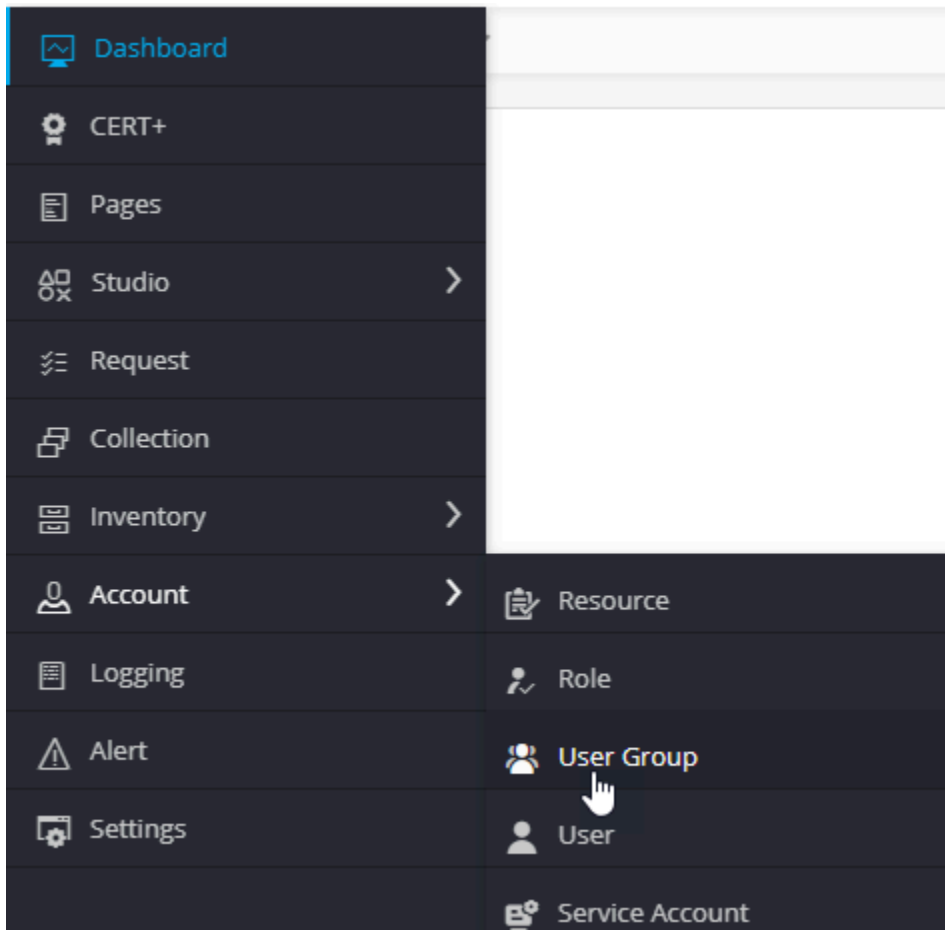 Dashboard
CERT+
Pages
Studio
Request
Collection
Inventory
Account
Logging
Alert
Settings
Resource
Role
User Group
User
Service Account